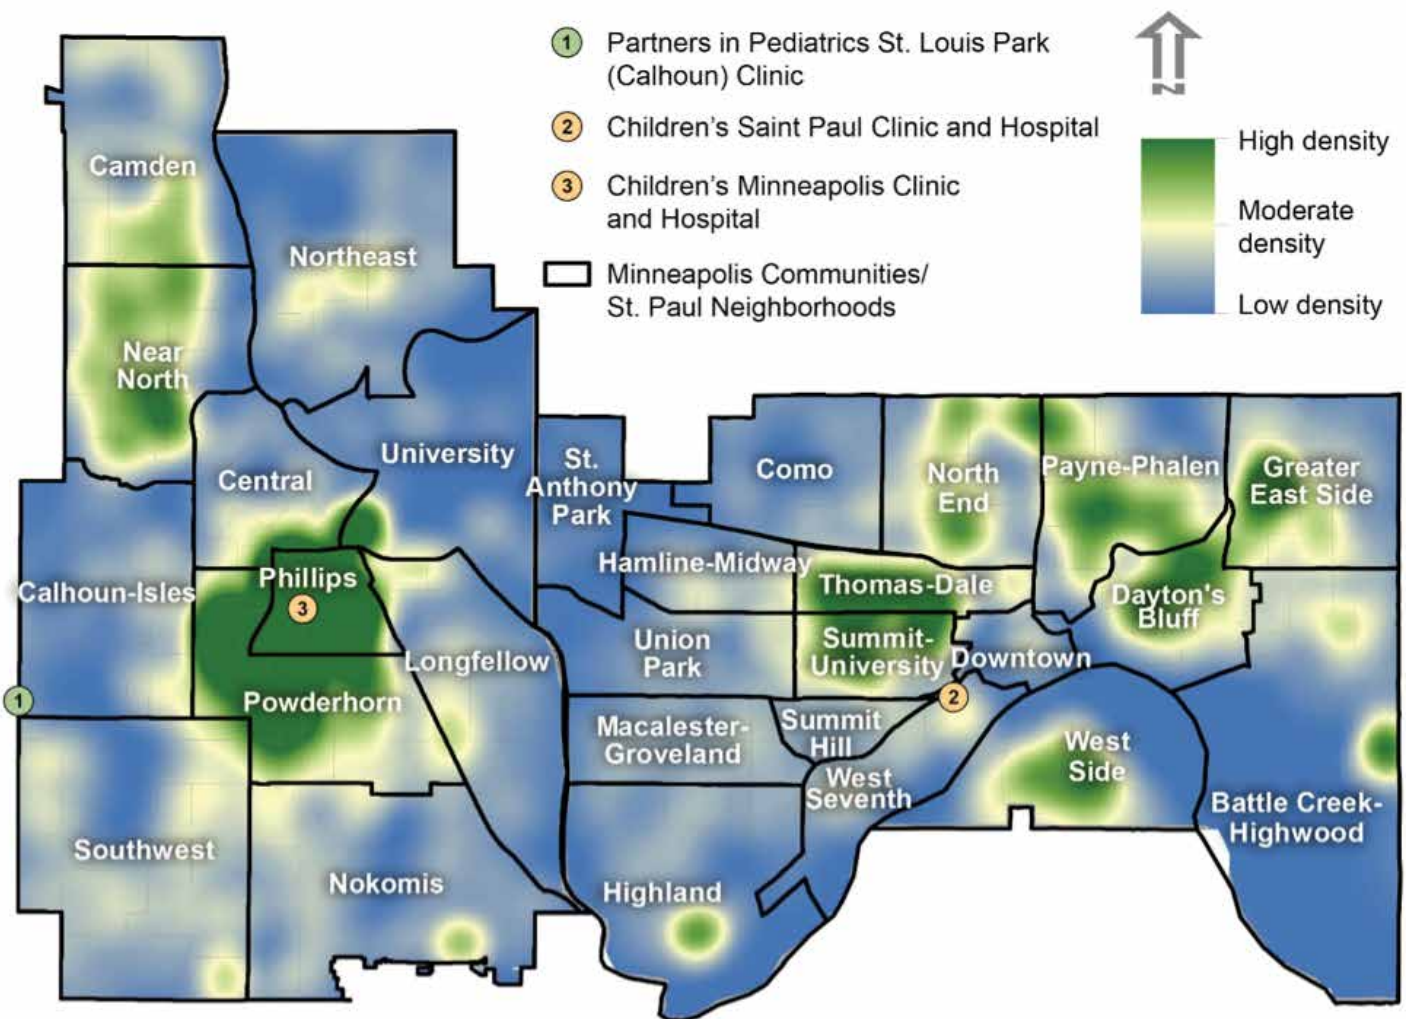 1 Partners in Pediatrics St. Louis Park
(Calhoun) Clinic
2 Children's Saint Paul Clinic and Hospital
3 Children's Minneapolis Clinic
and Hospital
Minneapolis Communities/
St. Paul Neighborhoods
N
High density
Moderate
density
Low density
Camden
Northeast
Near
North
University
Central
St.
Anthony
Park
Como
North
End
Payne-Phalen
Greater
East Side
Calhoun-Isles
Phillips
3
Hamline-Midway
Thomas-Dale
Dayton's
Bluff
Longfellow
Union
Park
Summit-
University
Downtown
1
Powderhorn
2
Macalester-
Groveland
Summit
Hill
West
Seventh
West
Side
Battle Creek-
Highwood
Southwest
Nokomis
Highland